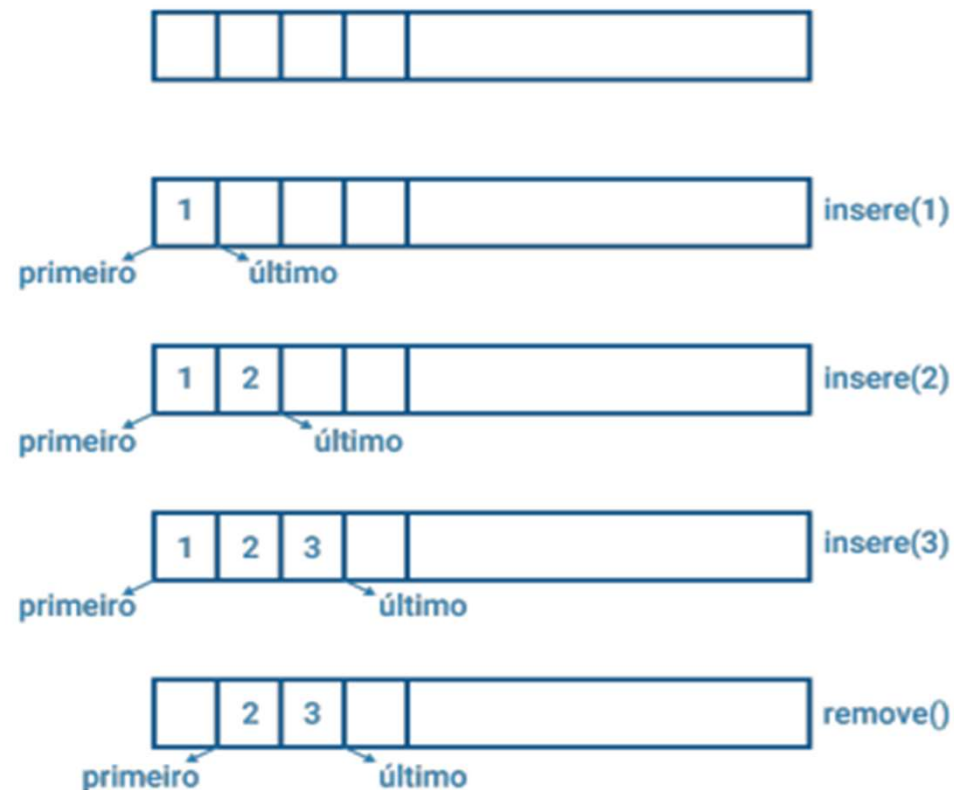 1 insere(1)
primeiro último
1 2 insere(2)
primeiro último
1 2 3 insere(3)
primeiro último
2 3 remove()
primeiro último